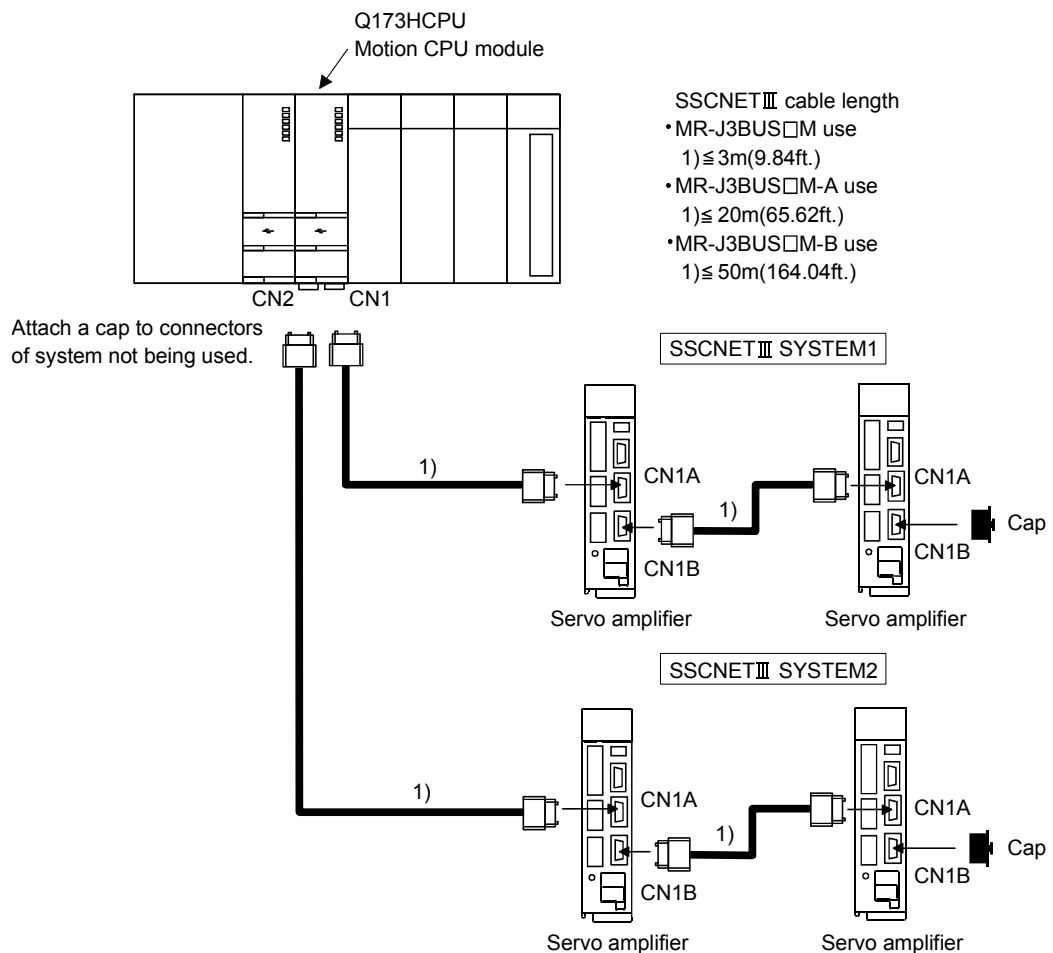 Q173HCPU
Motion CPU module
SSCNETⅢ cable length
•MR-J3BUS□M use
1)≦3m(9.84ft.)
•MR-J3BUS□M-A use
1)≦ 20m(65.62ft.)
•MR-J3BUS□M-B use
1)≦ 50m(164.04ft.)
CN2 CN1
Attach a cap to connectors
of system not being used.
SSCNETⅢ SYSTEM1
1)
CN1A
1)
CN1A
Cap
CN1B
CN1B
Servo amplifier
Servo amplifier
SSCNETⅢ SYSTEM2
1)
CN1A
1)
CN1A
Cap
CN1B
CN1B
Servo amplifier
Servo amplifier